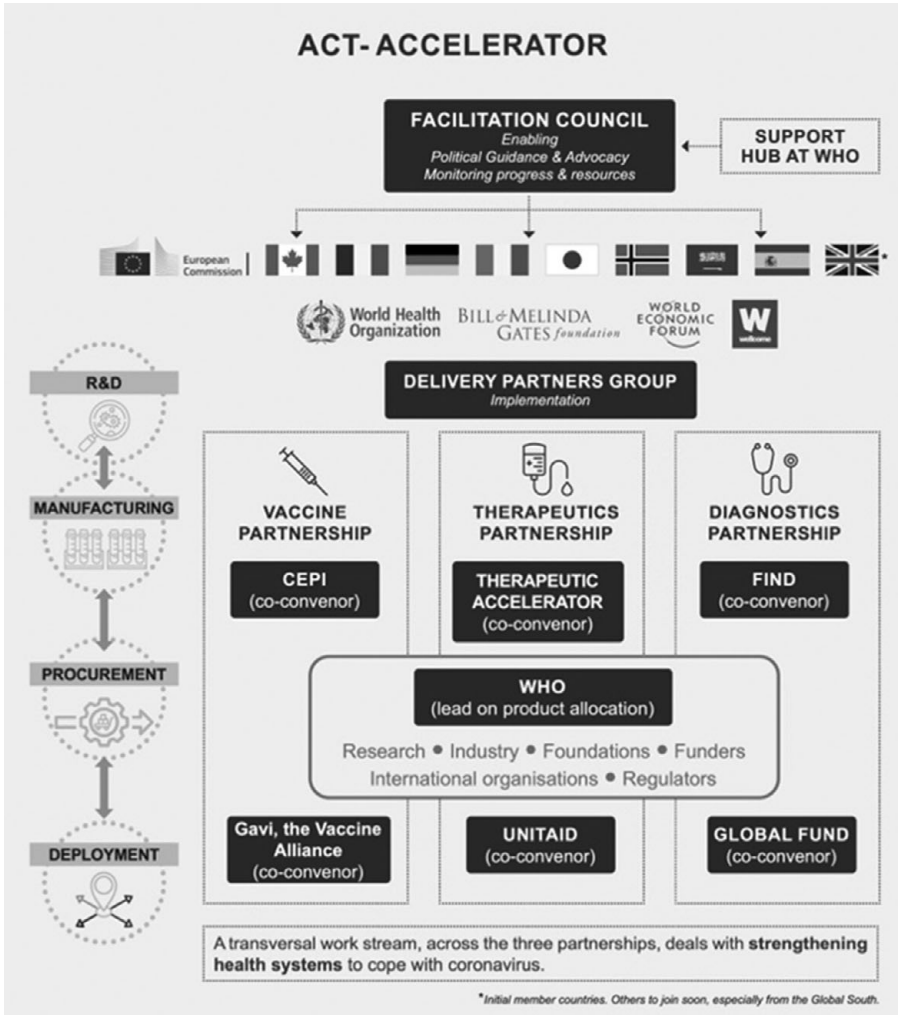 ACT- ACCELERATOR
FACILITATION COUNCIL
Enabling
Political Guidance & Advocacy
Monitoring progress & resources
SUPPORT
HUB AT WHO
European
Commission
*
World Health
Organization
BILL & MELINDA
GATES foundation
WORLD
ECONOMIC
FORUM
W
wellcome
DELIVERY PARTNERS GROUP
Implementation
R&D
MANUFACTURING
PROCUREMENT
DEPLOYMENT
VACCINE
PARTNERSHIP
CEPI
(co-convenor)
THERAPEUTICS
PARTNERSHIP
THERAPEUTIC
ACCELERATOR
(co-convenor)
DIAGNOSTICS
PARTNERSHIP
FIND
(co-convenor)
WHO
(lead on product allocation)
Research • Industry • Foundations • Funders
International organisations • Regulators
Gavi, the Vaccine
Alliance
(co-convenor)
UNITAID
(co-convenor)
GLOBAL FUND
(co-convenor)
A transversal work stream, across the three partnerships, deals with strengthening
health systems to cope with coronavirus.
*Initial member countries. Others to join soon, especially from the Global South.